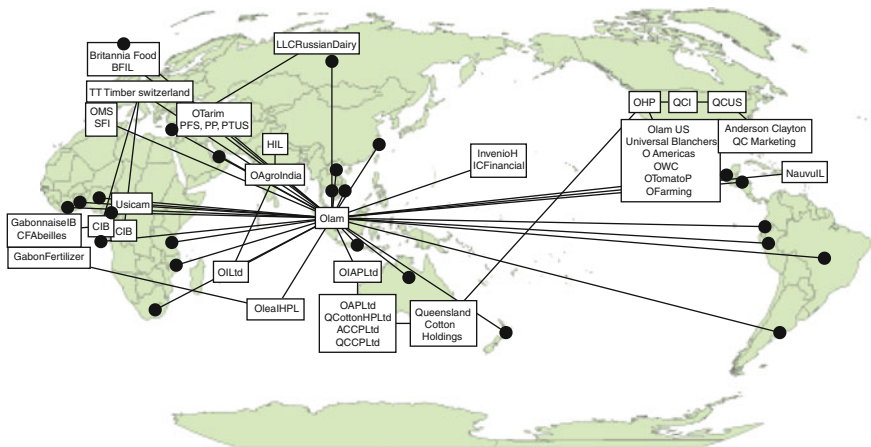 Britannia Food
BFIL
LLCRussianDairy
TT Timber switzerland
OMS
SFI
OTarim
PFS, PP, PTUS
HIL
OAgroIndia
InvenioH
ICFinancial
OHP
QCI
QCUS
Olam US
Universal Blanchers
O Americas
OWC
OTomatoP
OFarming
Anderson Clayton
QC Marketing
NauvuIL
Usicam
Olam
GabonnaiseIB
CFAbeilles
CIB
CIB
GabonFertilizer
OILtd
OIAPLtd
OleaIHPL
OAPLtd
QCottonHPLtd
ACCPLtd
QCCPLtd
Queensland
Cotton
Holdings